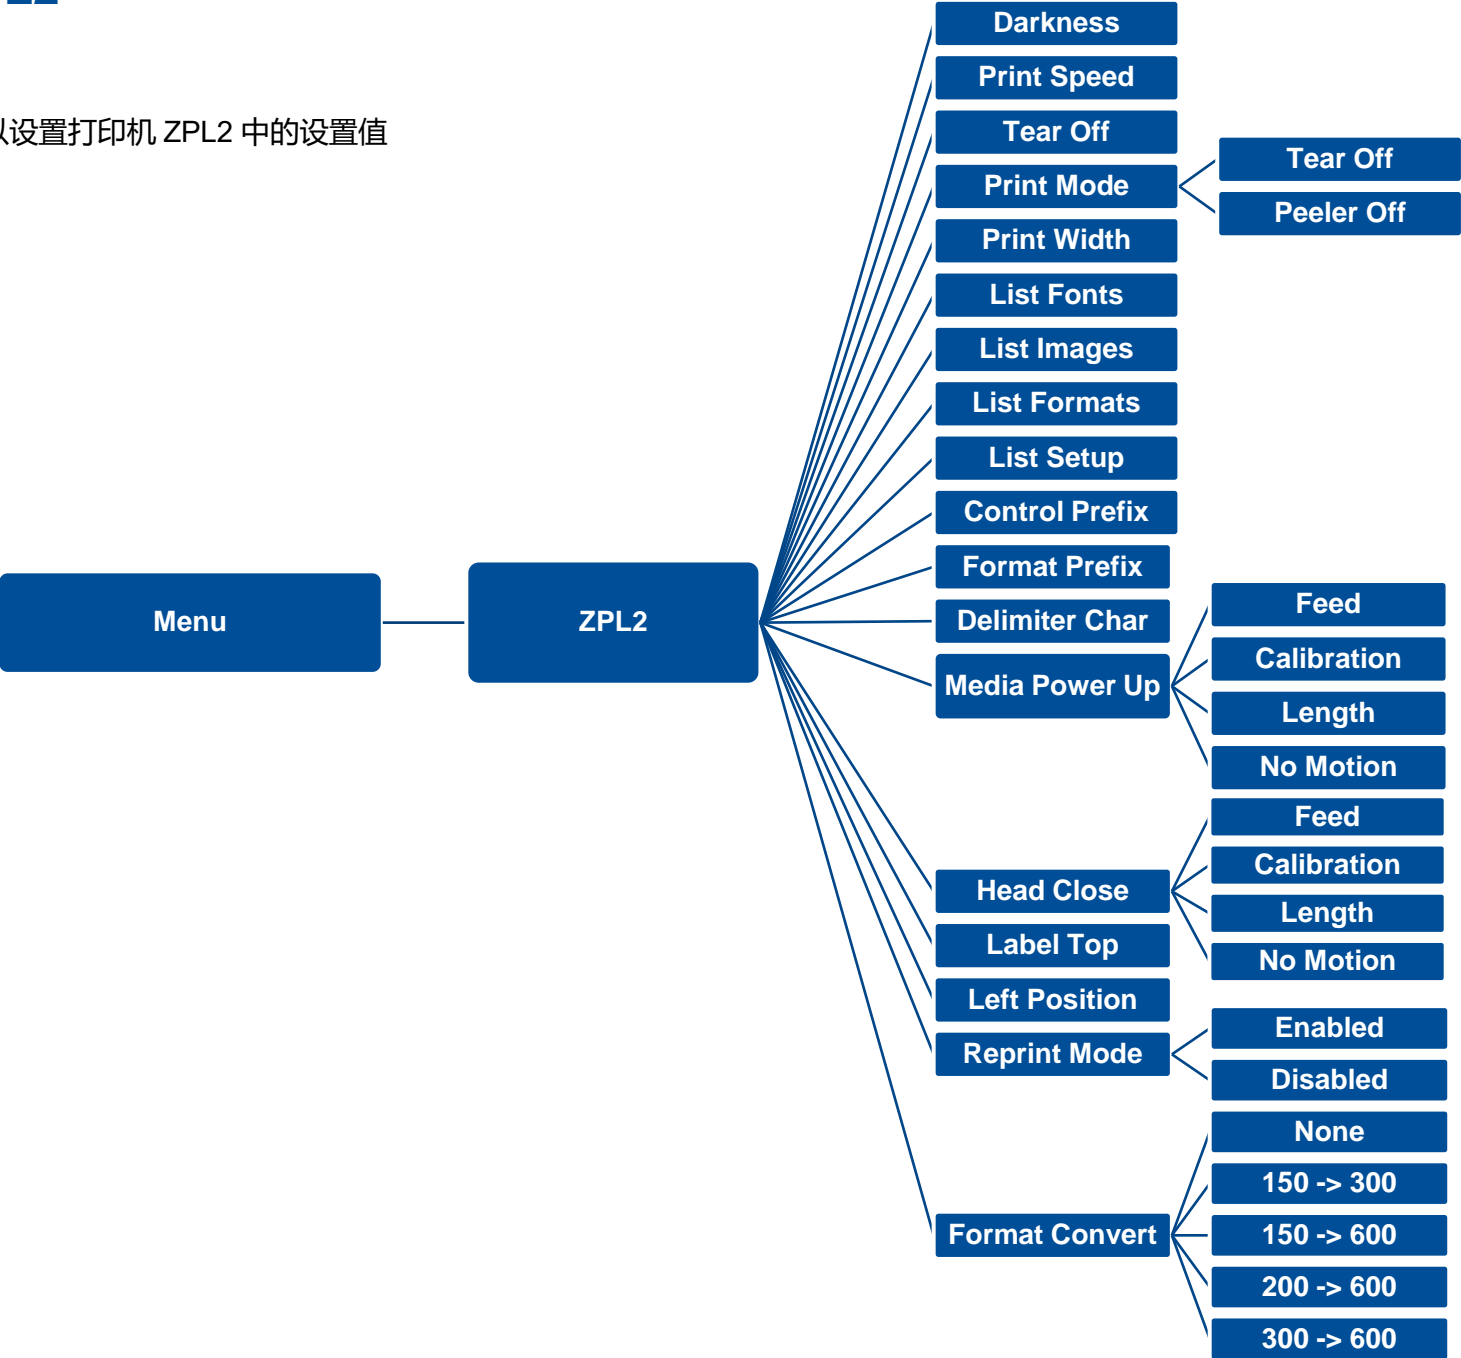 以设置打印机 ZPL2 中的设置值
Menu
ZPL2
Darkness
Print Speed
Tear Off
Print Mode
Tear Off
Peeler Off
Print Width
List Fonts
List Images
List Formats
List Setup
Control Prefix
Format Prefix
Delimiter Char
Media Power Up
Feed
Calibration
Length
No Motion
Head Close
Feed
Calibration
Length
No Motion
Label Top
Left Position
Reprint Mode
Enabled
Disabled
Format Convert
None
150 -> 300
150 -> 600
200 -> 600
300 -> 600